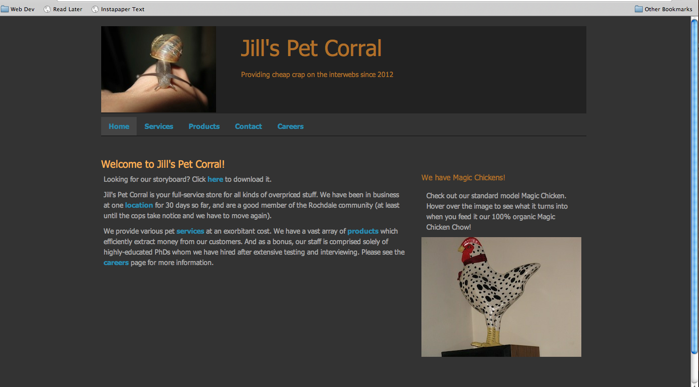 Web Dev Read Later Instapaper Text Other Bookmarks
Jill's Pet Corral
Providing cheap crap on the interwebs since 2012
Home Services Products Contact Careers
Welcome to Jill's Pet Corral!
Looking for our storyboard? Click here to download it.
Jill's Pet Corral is your full-service store for all kinds of overpriced stuff. We have been in business
at one location for 30 days so far, and are a good member of the Rochdale community (at least
until the cops take notice and we have to move again).
We provide various pet services at an exorbitant cost. We have a vast array of products which
efficiently extract money from our customers. And as a bonus, our staff is comprised solely of
highly-educated PhDs whom we have hired after extensive testing and interviewing. Please see the
careers page for more information.
We have Magic Chickens!
Check out our standard model Magic Chicken.
Hover over the image to see what it turns into
when you feed it our 100% organic Magic
Chicken Chow!